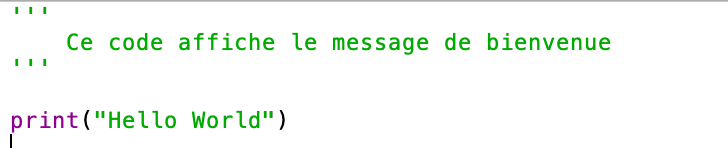 '''
    Ce code affiche le message de bienvenue
'''
print("Hello World")